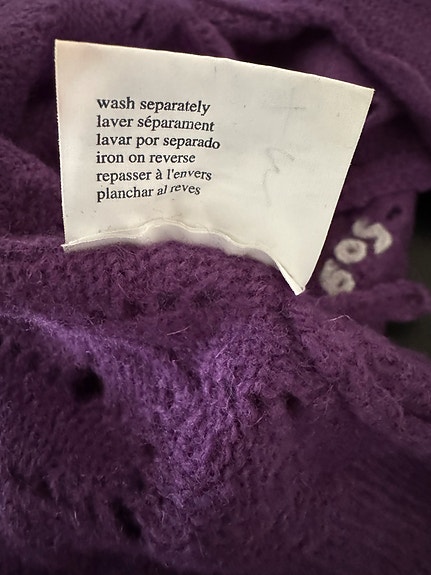 wash separately
laver séparament
lavar por separado
iron on reverse
repasser à l'envers
planchar al reves